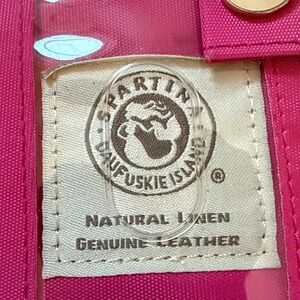 SPARTINA
DAUFUSKIE ISLAND
®
NATURAL LINEN
GENUINE LEATHER